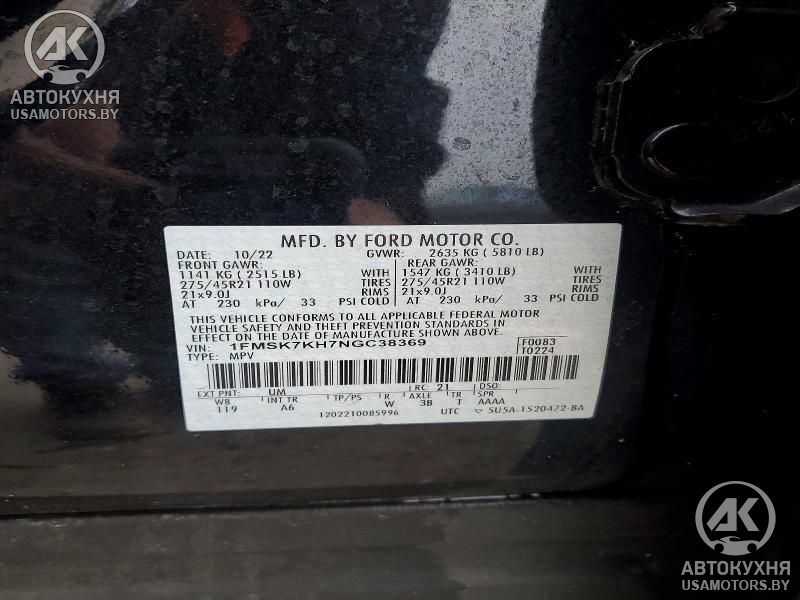 АК
АВТОКУХНЯ
USAMOTORS.BY
MFD. BY FORD MOTOR CO.
DATE: 10/22 GVWR: 2635 KG ( 5810 LB)
FRONT GAWR: REAR GAWR:
1141 KG ( 2515 LB) WITH 1547 KG ( 3410 LB) WITH
275/45R21 110W TIRES 275/45R21 110W TIRES
21x9.0J RIMS 21x9.0J RIMS
AT 230 kPa/ 33 PSI COLD AT 230 kPa/ 33 PSI COLD
THIS VEHICLE CONFORMS TO ALL APPLICABLE FEDERAL MOTOR
VEHICLE SAFETY AND THEFT PREVENTION STANDARDS IN
EFFECT ON THE DATE OF MANUFACTURE SHOWN ABOVE.
VIN: 1FMSK7KH7NGC38369 F0083
TYPE: MPV T0224
EXT PNT: UM RC: 21 DSO:
WB INT TR TP/PS R AXLE TR SPR
119 A6 W 3B T AAAA
1202210085996 UTC ▽ 5U5A-1520472-BA
АК
АВТОКУХНЯ
USAMOTORS.BY